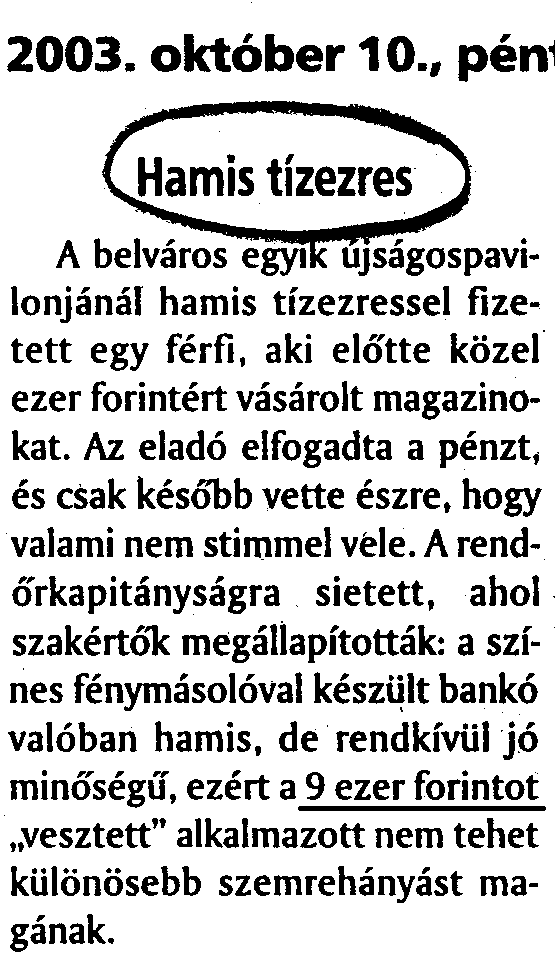 2003. október 10., pént
Hamis tízezres
A belváros egyik újságospavi-
lonjánál hamis tízezressel fize-
tett egy férfi, aki előtte közel
ezer forintért vásárolt magazino-
kat. Az eladó elfogadta a pénzt,
és csak később vette észre, hogy
valami nem stimmel vele. A rend-
őrkapitányságra sietett, ahol
szakértők megállapították: a szí-
nes fénymásolóval készült bankó
valóban hamis, de rendkívül jó
minőségű, ezért a 9 ezer forintot
„vesztett” alkalmazott nem tehet
különösebb szemrehányást ma-
gának.